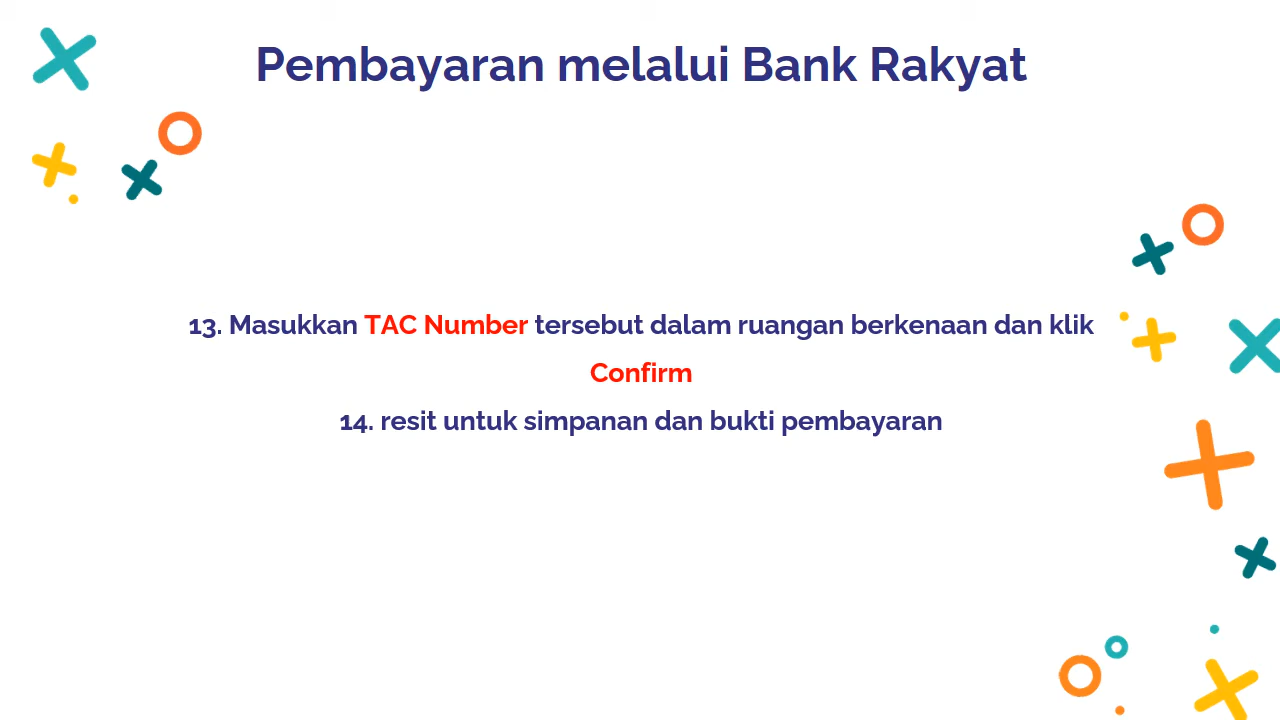 Pembayaran melalui Bank Rakyat
13. Masukkan TAC Number tersebut dalam ruangan berkenaan dan klik
Confirm
14. resit untuk simpanan dan bukti pembayaran